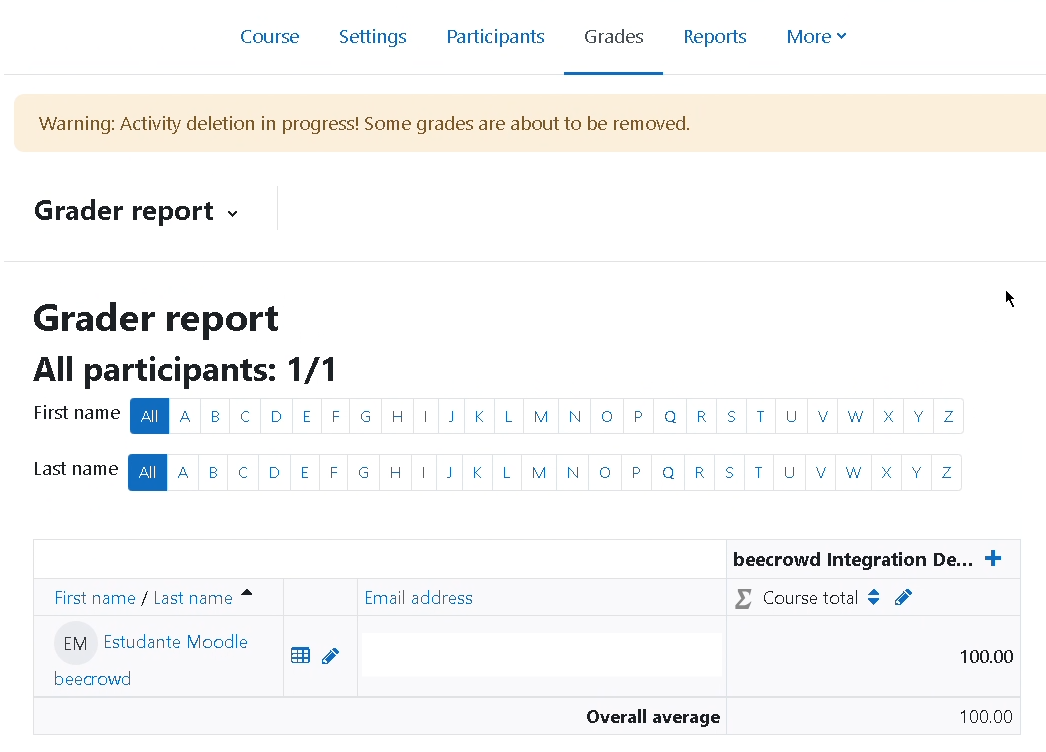 Course Settings Participants Grades Reports More
Warning: Activity deletion in progress! Some grades are about to be removed.
Grader report
Grader report
All participants: 1/1
First name All A B C D E F G H I J K L M N O P Q R S T U V W X Y Z
Last name All A B C D E F G H I J K L M N O P Q R S T U V W X Y Z
beecrowd Integration De... +
First name / Last name Email address Σ Course total
EM Estudante Moodle
beecrowd
100.00
Overall average 100.00